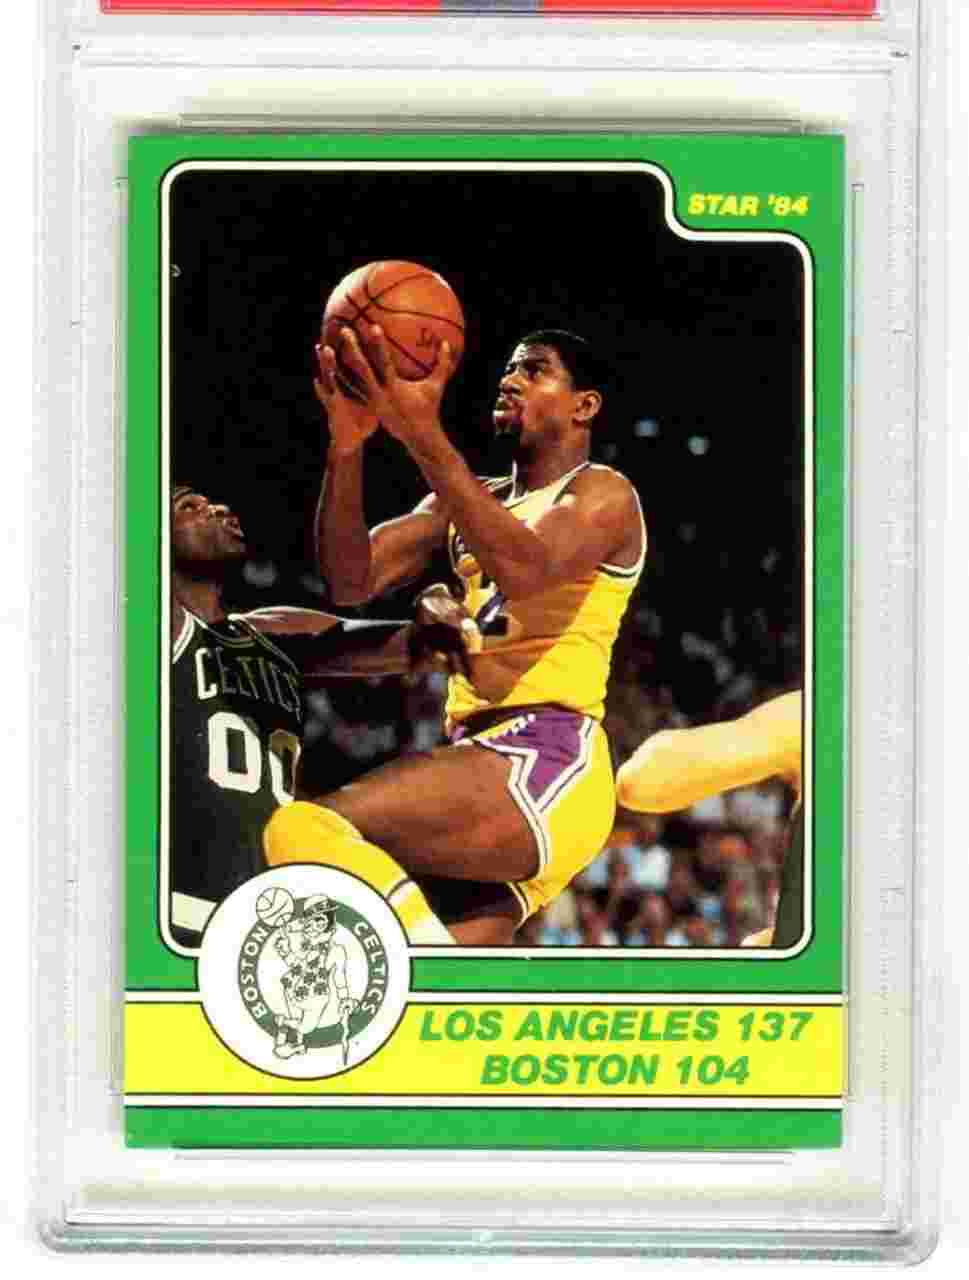 STAR '84
CELTICS
00
BOSTON CELTICS
LOS ANGELES 137
BOSTON 104